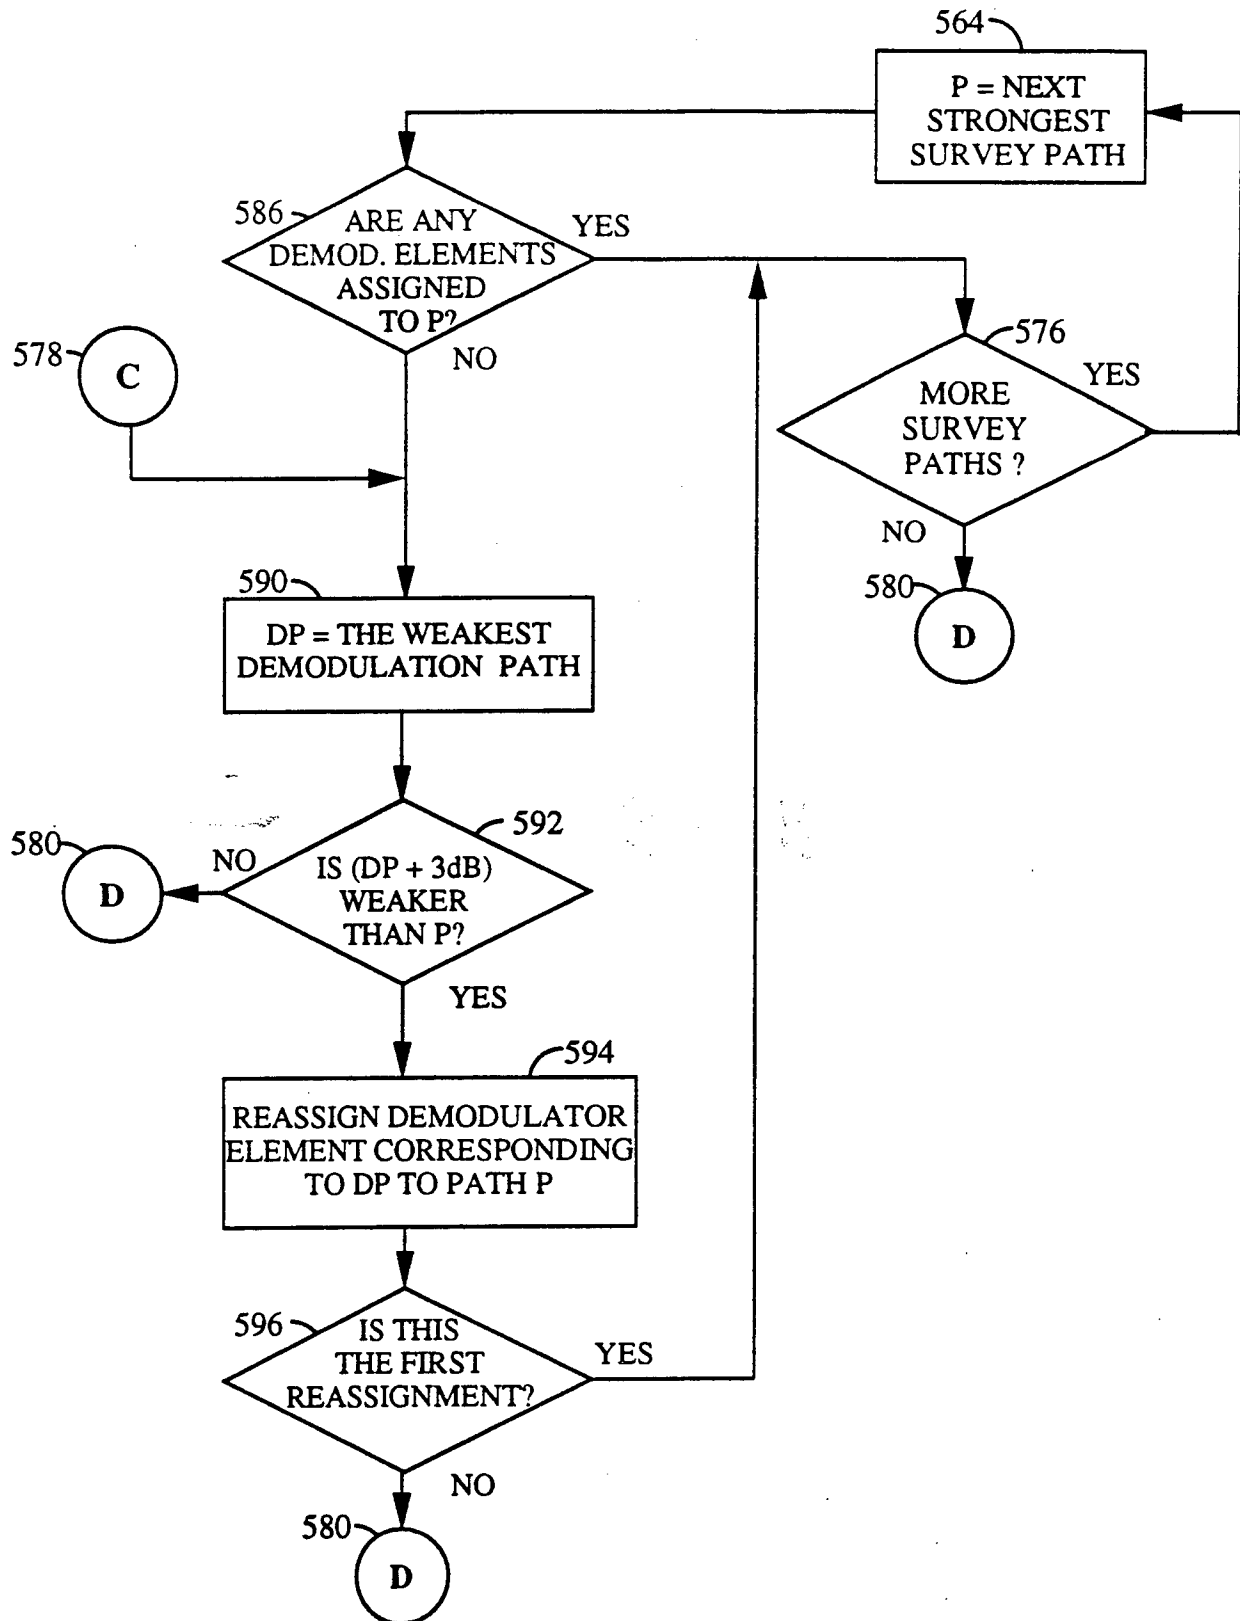 564
P = NEXT
STRONGEST
SURVEY PATH
586
ARE ANY
DEMOD. ELEMENTS
ASSIGNED
TO P?
YES
NO
578
C
576
MORE
SURVEY
PATHS ?
YES
NO
580
D
590
DP = THE WEAKEST
DEMODULATION PATH
592
IS (DP + 3dB)
WEAKER
THAN P?
NO
580
D
YES
594
REASSIGN DEMODULATOR
ELEMENT CORRESPONDING
TO DP TO PATH P
596
IS THIS
THE FIRST
REASSIGNMENT?
YES
NO
580
D